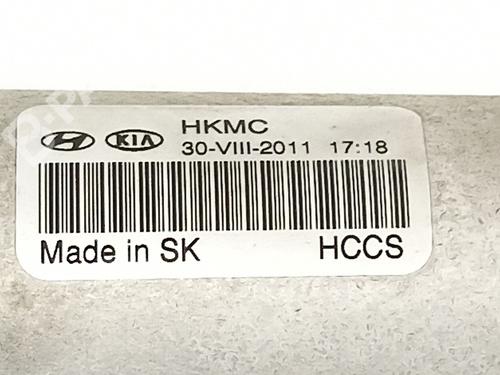 HKMC
KIA 30-VIII-2011 17:18
Made in SK HCCS